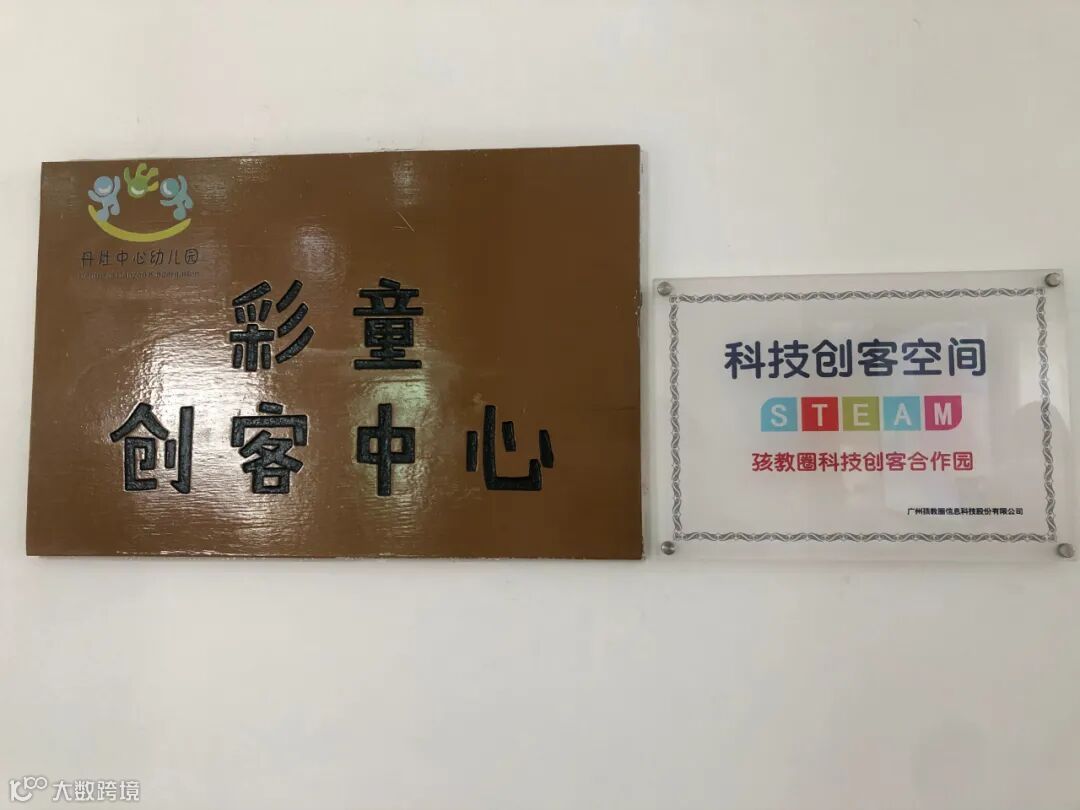 丹灶中心幼儿园
彩童
创客中心
科技创客空间
STEAM
孩教圈科技创客合作园
广州孩教圈信息科技股份有限公司
大数跨境